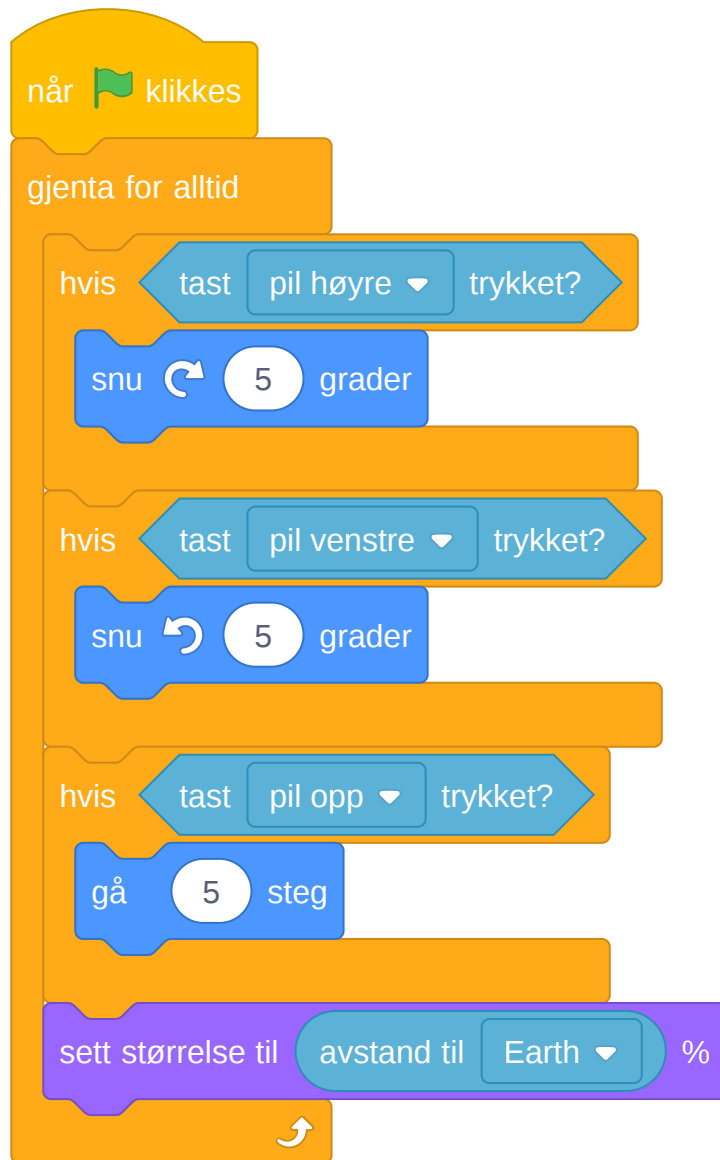 når klikkes
gjenta for alltid
hvis tast pil høyre trykket?
snu 5 grader
hvis tast pil venstre trykket?
snu 5 grader
hvis tast pil opp trykket?
gå 5 steg
sett størrelse til avstand til Earth %